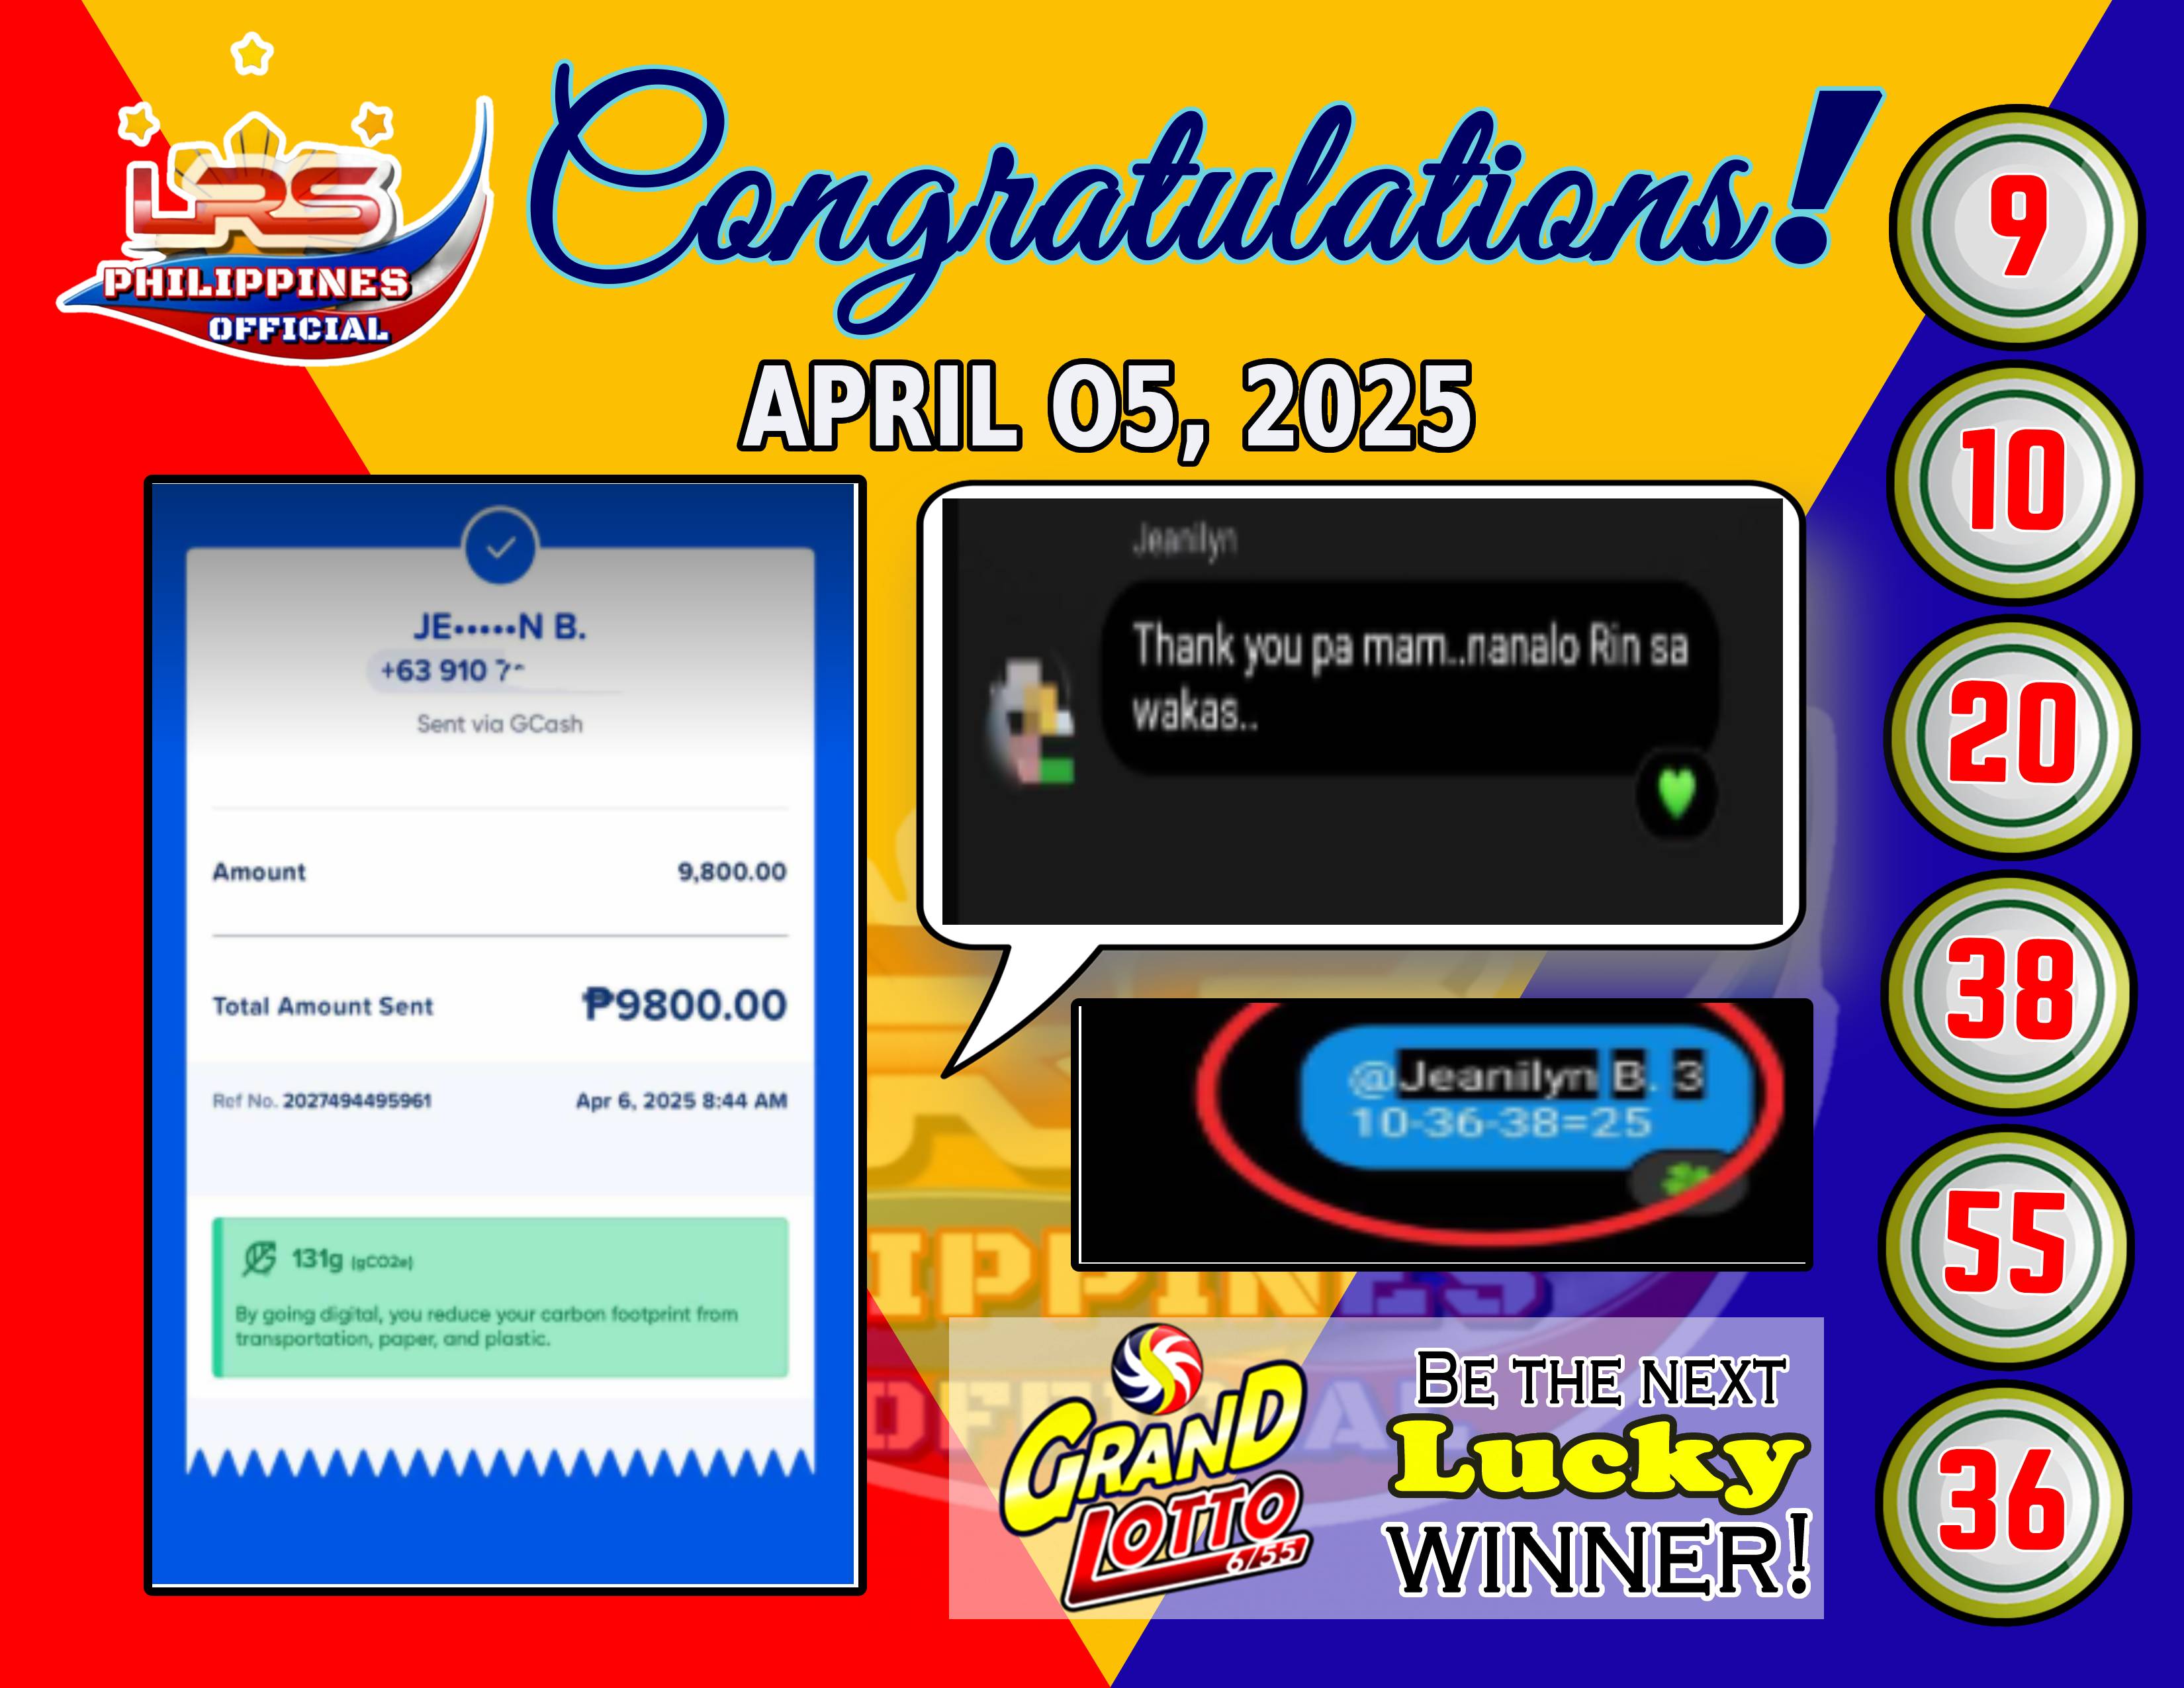 LRS
PHILIPPINES
OFFICIAL
Congratulations!
APRIL 05, 2025
JE•••••N B.
+63 910
Sent via GCash
Amount 9,800.00
Total Amount Sent ₱9800.00
Ref No. 2027494495961 Apr 6, 2025 8:44 AM
131g (gCO2e)
By going digital, you reduce your carbon footprint from
transportation, paper, and plastic.
Jeanilyn
Thank you pa mam..nanalo Rin sa
wakas..
@Jeanilyn B. 3
10-36-38=25
GRAND
LOTTO
6/55
BE THE NEXT
Lucky
WINNER!
9
10
20
38
55
36